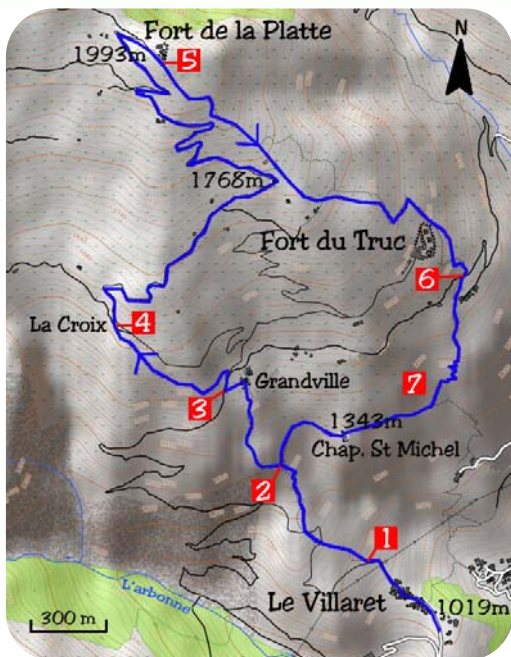 Fort de la Platte
N
1993m
5
1768m
Fort du Truc
6
La Croix
4
Grandville
7
3
1343m
Chap. St Michel
2
1
Le Villaret
1019m
L'arbonne
300 m